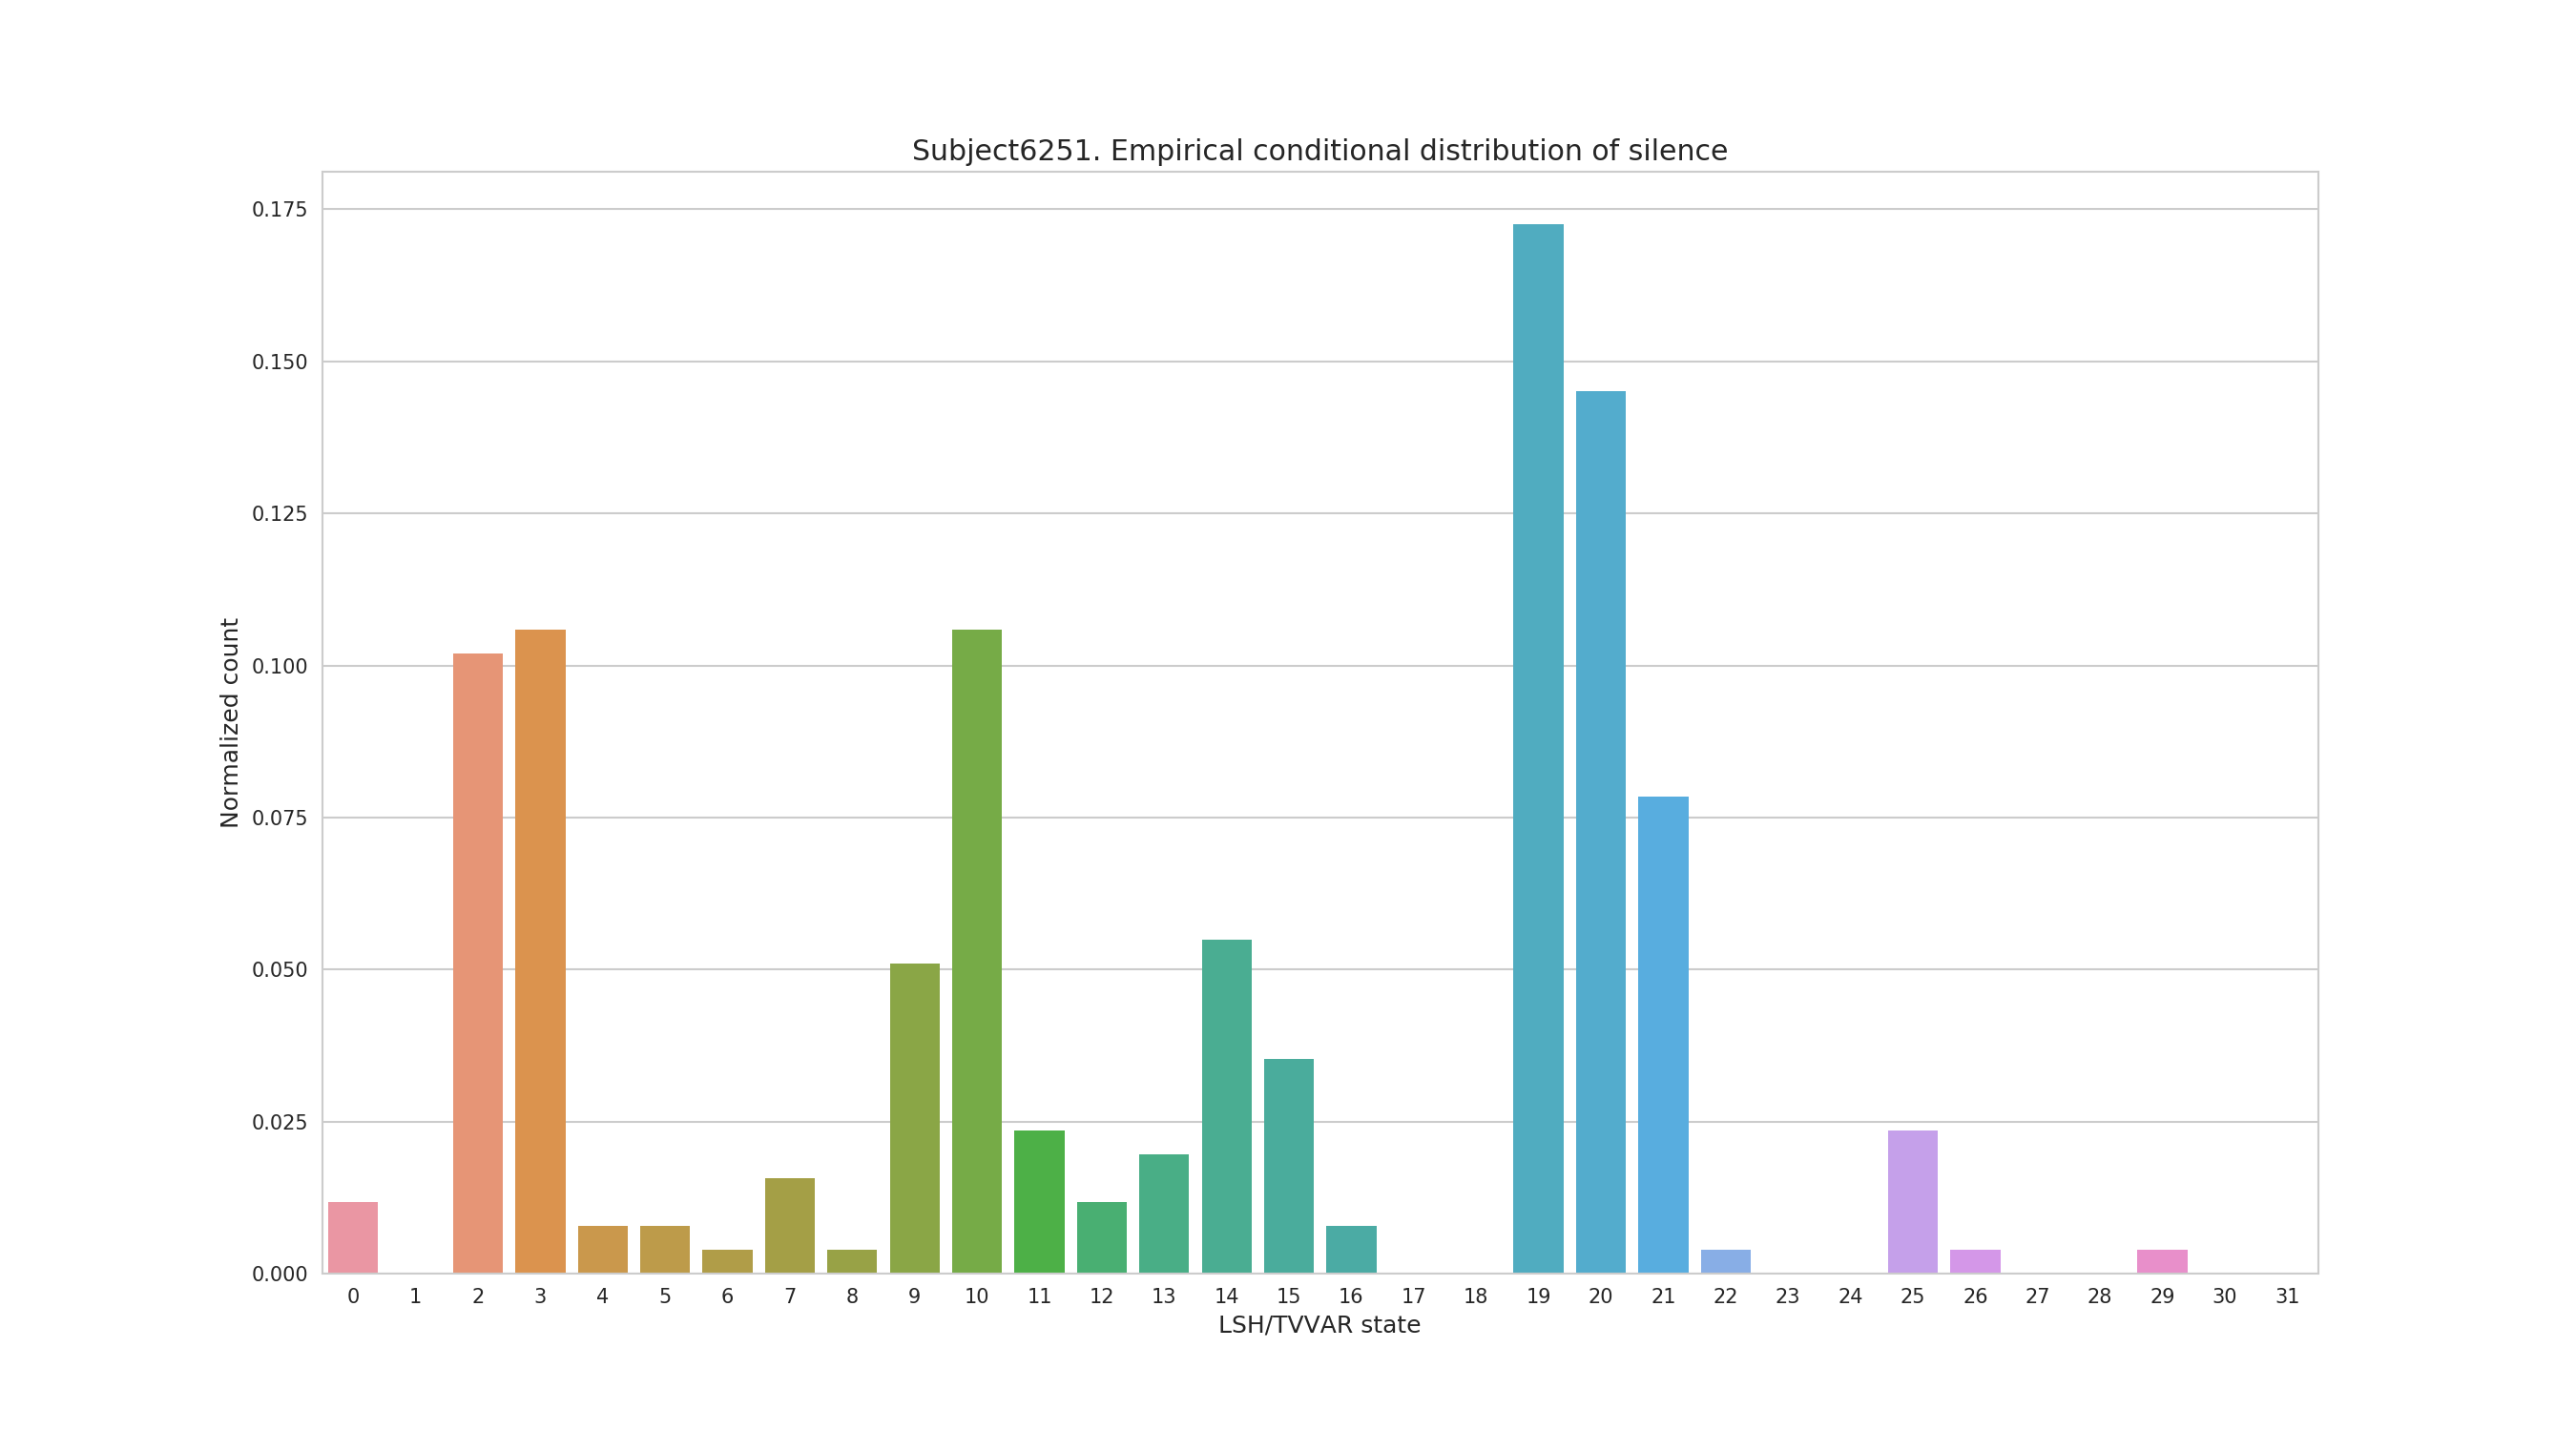 Subject6251. Empirical conditional distribution of silence
0.175
0.150
0.125
0.100
0.075
0.050
0.025
0.000
Normalized count
0 1 2 3 4 5 6 7 8 9 10 11 12 13 14 15 16 17 18 19 20 21 22 23 24 25 26 27 28 29 30 31
LSH/TVVAR state